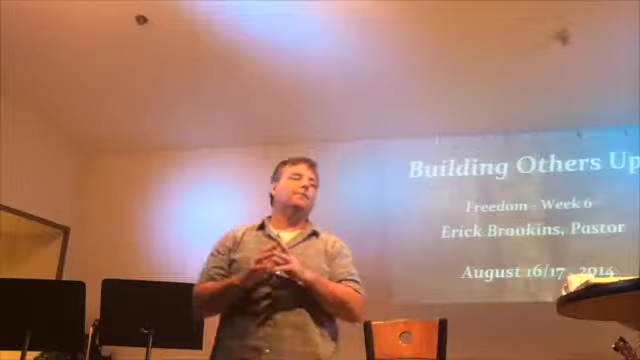 Building Others Up
Freedom - Week 6
Erick Brookins, Pastor
August 16/17, 2014